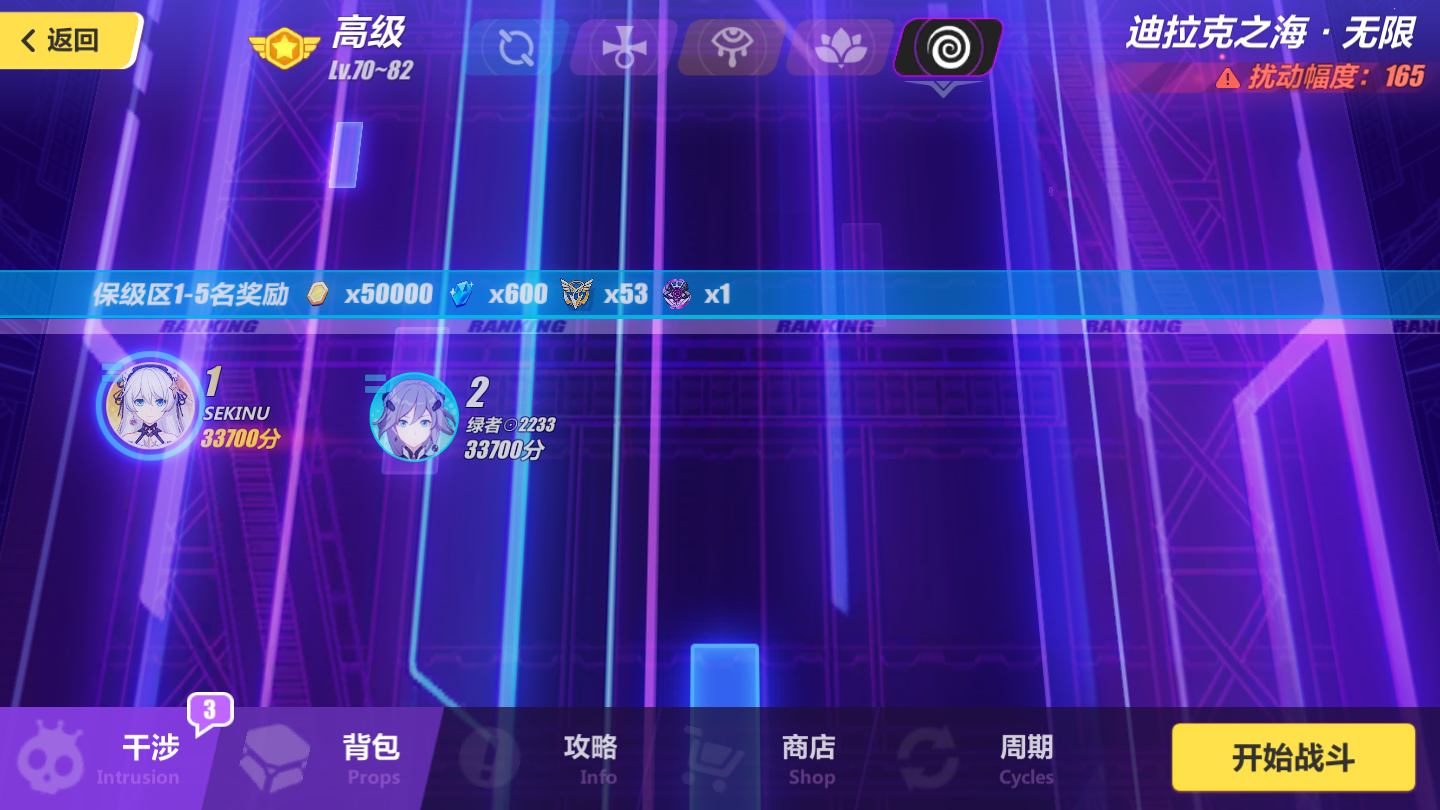 返回
高级
Lv.70~82
迪拉克之海·无限
扰动幅度：165
保级区1-5名奖励 x50000 x600 x53 x1
RANKING RANKING RANKING RANKING RAN
1
SEKINU
33700分
2
绿者⊙2233
33700分
3
干涉
Intrusion
背包
Props
攻略
Info
商店
Shop
周期
Cycles
开始战斗